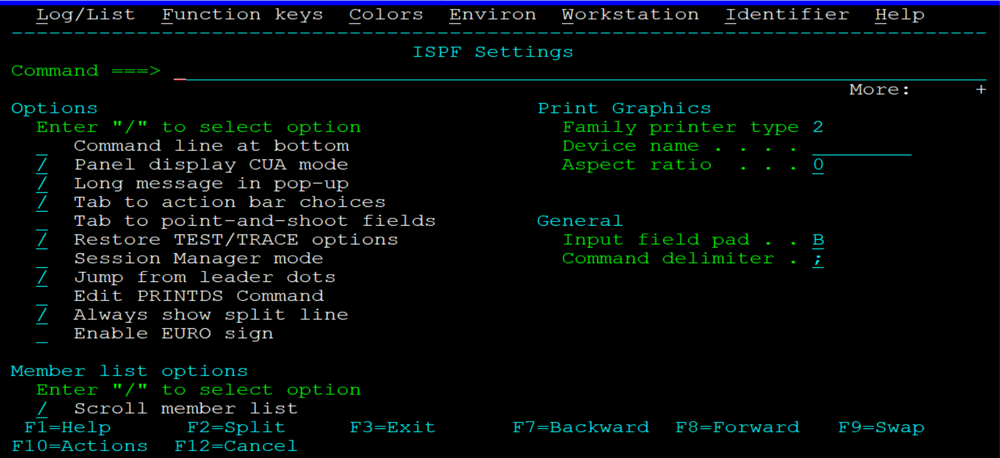 Log/List  Function keys  Colors  Environ  Workstation  Identifier  Help
-------------------------------------------------------------------------------
ISPF Settings
Command ===> _
More:     +
Options                                   Print Graphics
Enter "/" to select option                Family printer type 2
_  Command line at bottom                 Device name . . . . ________
/  Panel display CUA mode                 Aspect ratio  . . . 0
/  Long message in pop-up
/  Tab to action bar choices
_  Tab to point-and-shoot fields          General
/  Restore TEST/TRACE options             Input field pad . . B
_  Session Manager mode                   Command delimiter . ;
/  Jump from leader dots
_  Edit PRINTDS Command
/  Always show split line
_  Enable EURO sign
Member list options
Enter "/" to select option
/  Scroll member list
F1=Help      F2=Split     F3=Exit      F7=Backward  F8=Forward   F9=Swap
F10=Actions  F12=Cancel